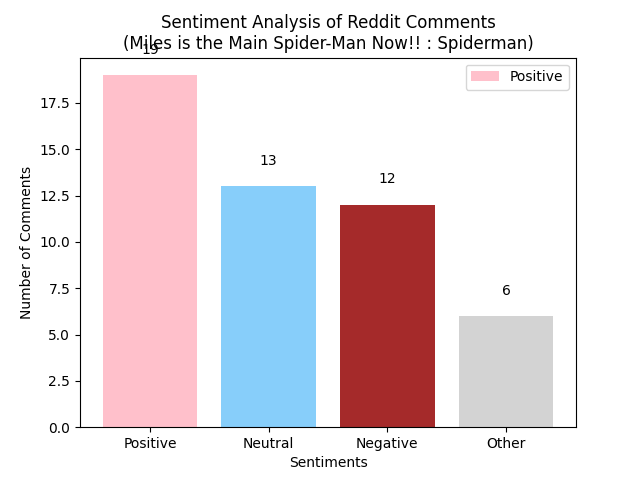 Sentiment Analysis of Reddit Comments
(Miles is the Main Spider-Man Now!! : Spiderman)
19
Positive
17.5
15.0
13
12
12.5
10.0
7.5
6
5.0
2.5
0.0
Number of Comments
Positive Neutral Negative Other
Sentiments